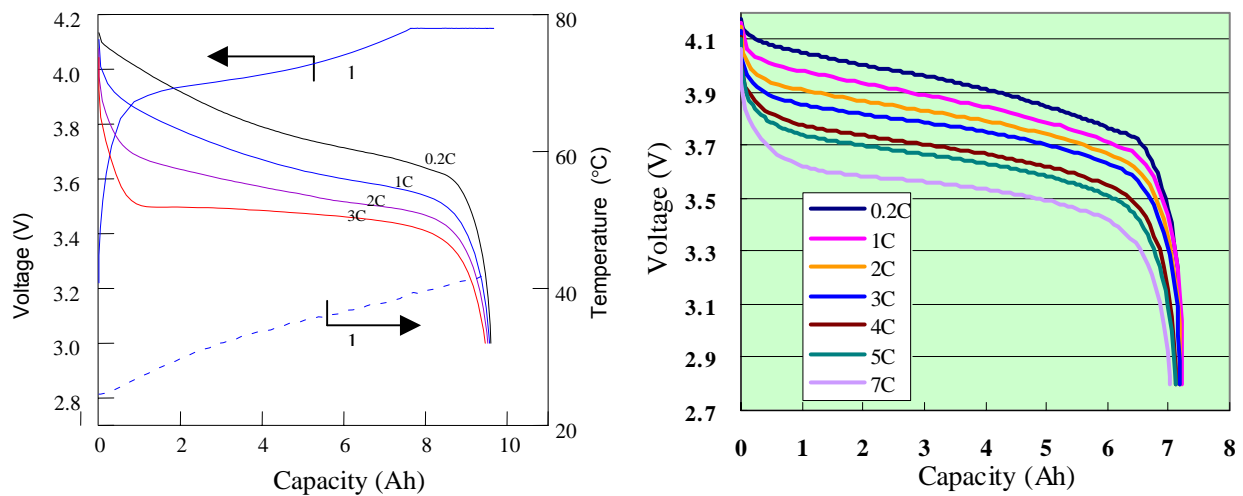 4.2
4.0
3.8
3.6
3.4
3.2
3.0
2.8
Voltage (V)
80
60
40
20
Temperature (°C)
1
0.2C
1C
2C
3C
1
0
2
4
6
8
10
Capacity (Ah)
4.1
3.9
3.7
3.5
3.3
3.1
2.9
2.7
Voltage (V)
0.2C
1C
2C
3C
4C
5C
7C
0
1
2
3
4
5
6
7
8
Capacity (Ah)